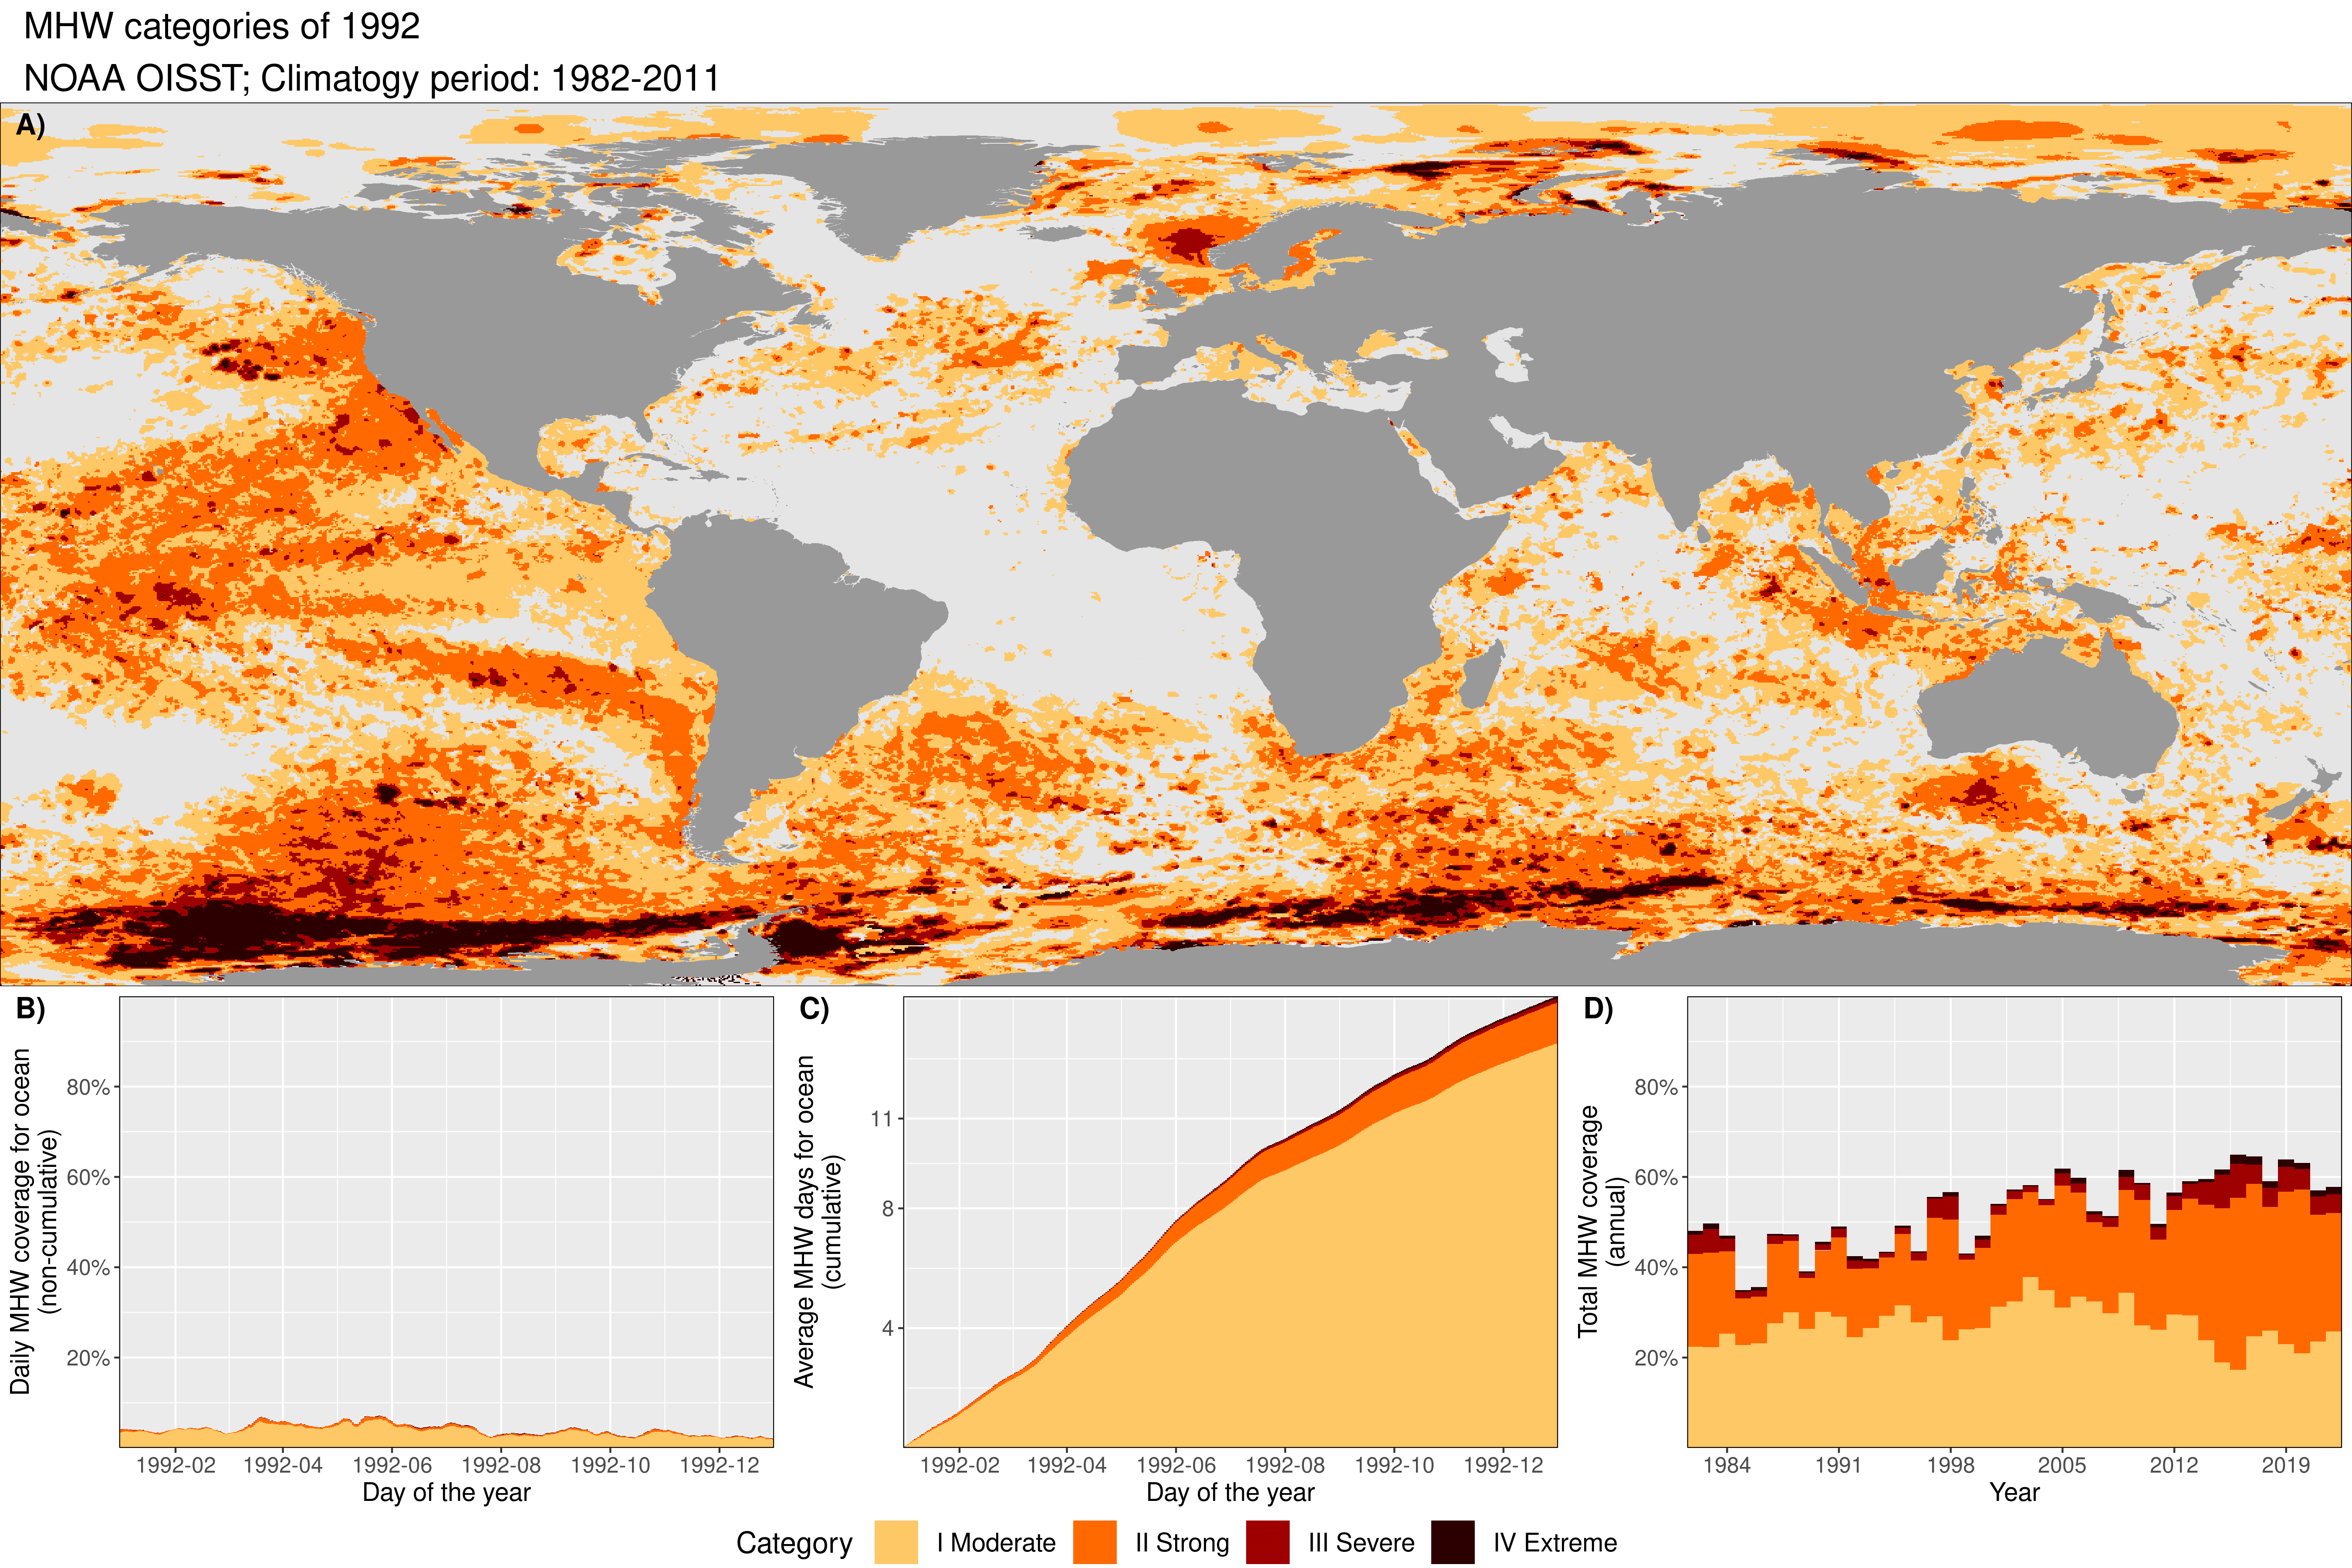 MHW categories of 1992
NOAA OISST; Climatogy period: 1982-2011
A)
B)
Daily MHW coverage for ocean
(non-cumulative)
80%
60%
40%
20%
1992-02 1992-04 1992-06 1992-08 1992-10 1992-12
Day of the year
C)
Average MHW days for ocean
(cumulative)
11
8
4
1992-02 1992-04 1992-06 1992-08 1992-10 1992-12
Day of the year
D)
Total MHW coverage
(annual)
80%
60%
40%
20%
1984 1991 1998 2005 2012 2019
Year
Category I Moderate II Strong III Severe IV Extreme